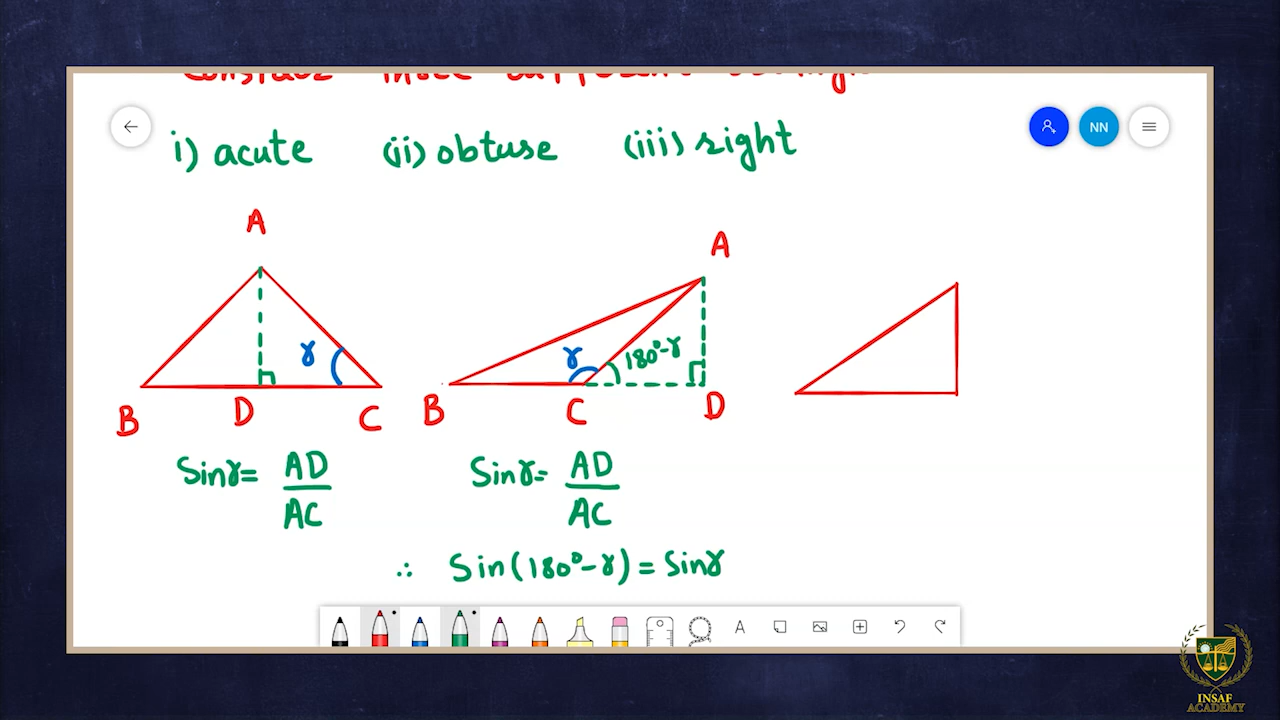 i) acute (ii) obtuse (iii) right
A
A
γ
γ 180°-γ
B D C
B C D
Sinγ= AD/AC
Sinγ= AD/AC
∴ Sin(180°-γ) = Sinγ
NN
A
INSAF
ACADEMY